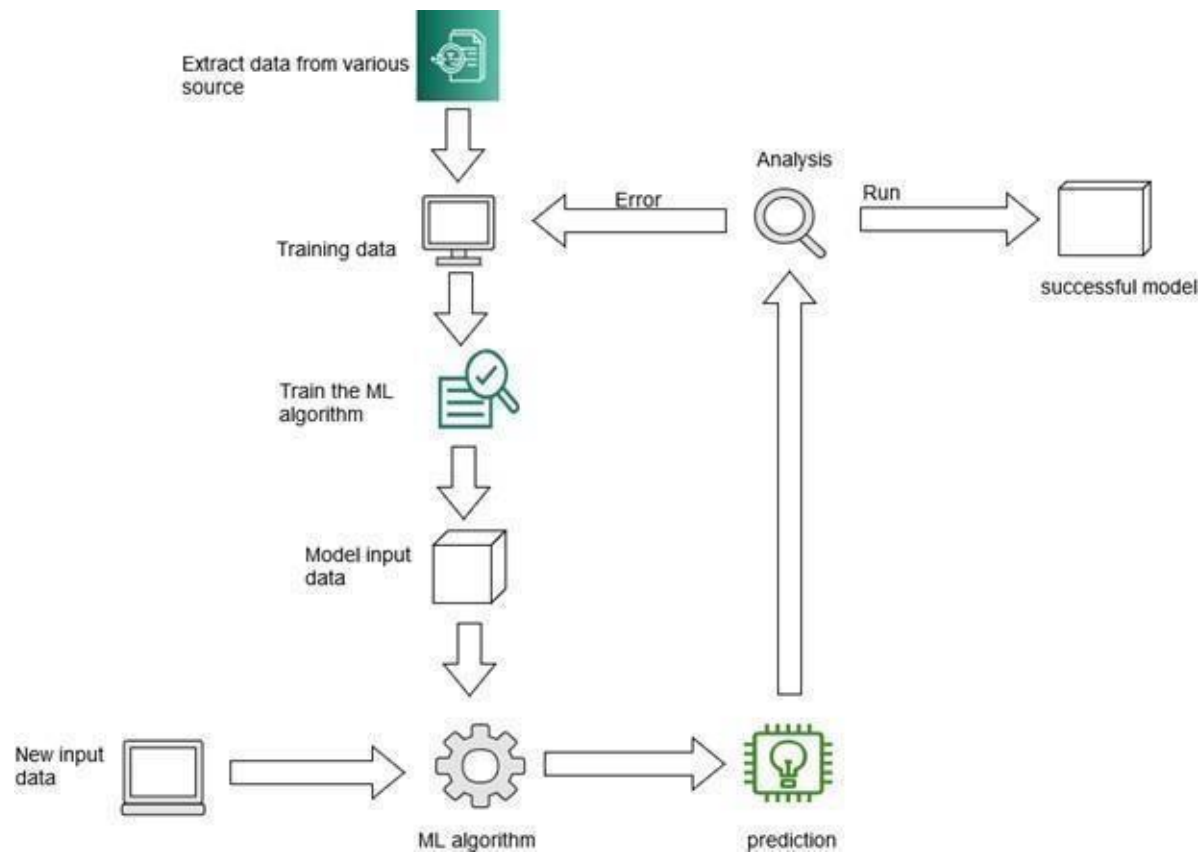 Extract data from various
source
Analysis
Error
Run
Training data
successful model
Train the ML
algorithm
Model input
data
New input
data
ML algorithm
prediction